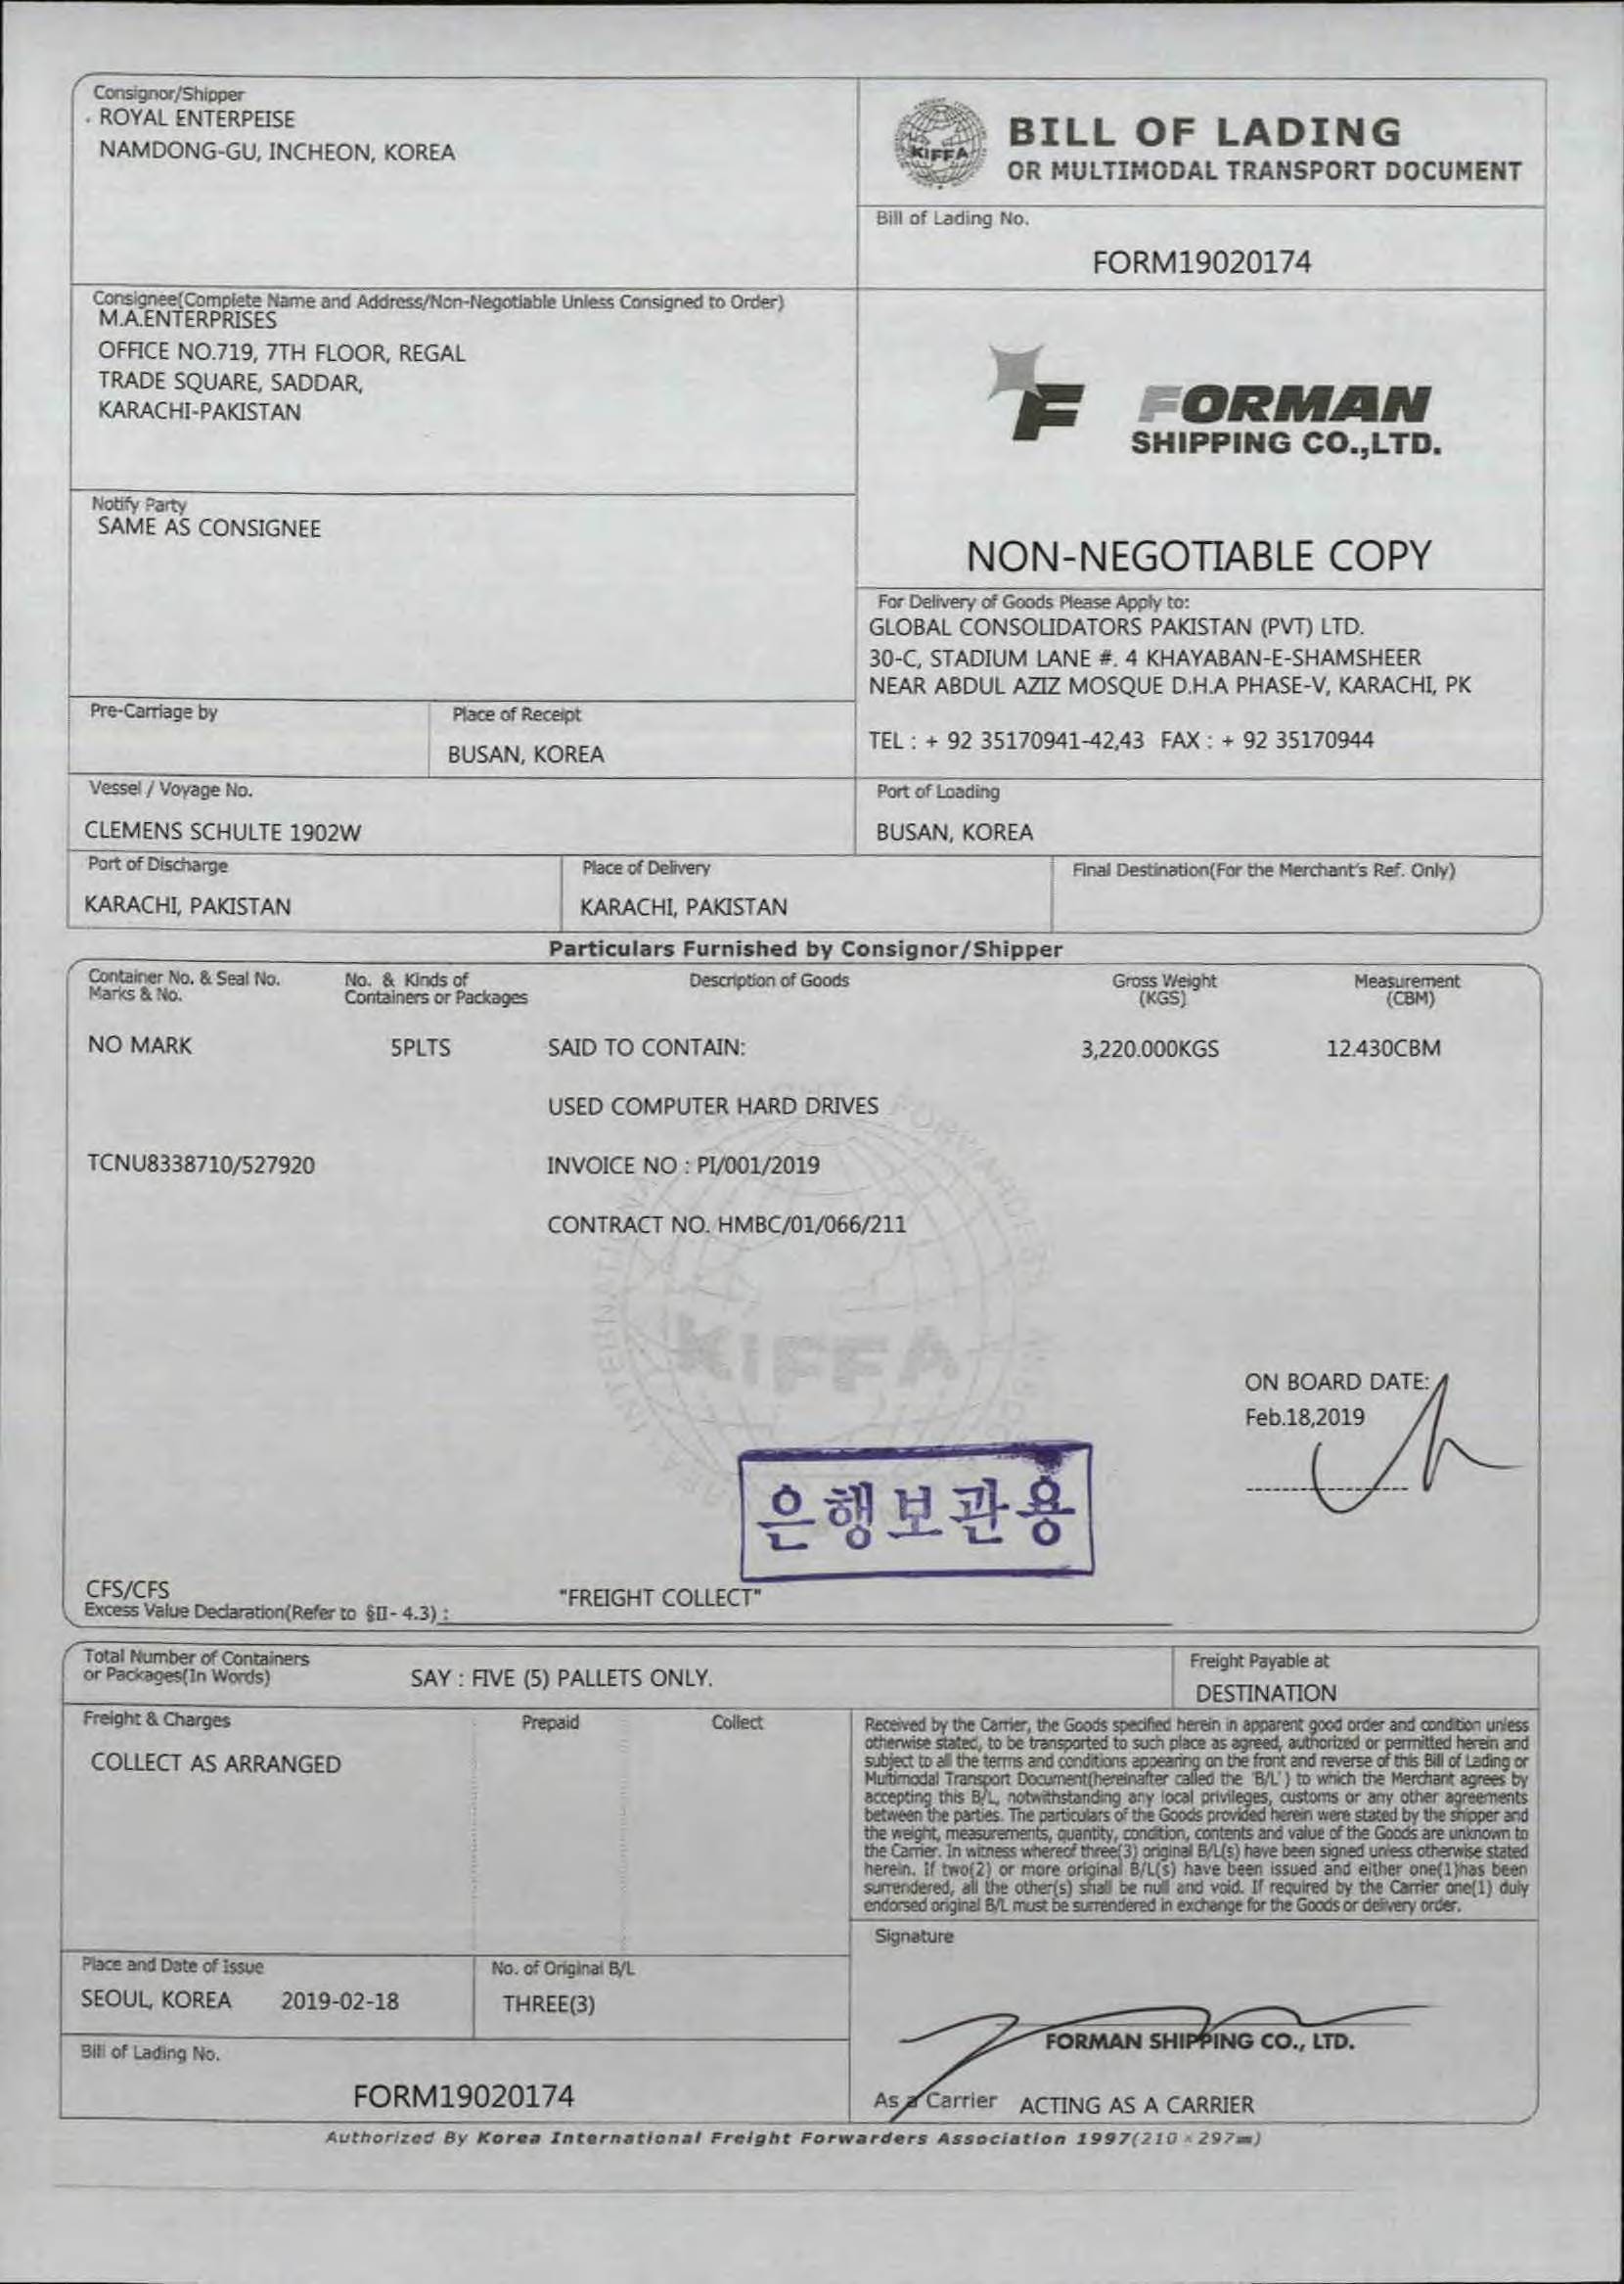 Consignor/Shipper
ROYAL ENTERPEISE
NAMDONG-GU, INCHEON, KOREA
KIFFA
BILL OF LADING
OR MULTIMODAL TRANSPORT DOCUMENT
Bill of Lading No.
FORM19020174
Consignee(Complete Name and Address/Non-Negotiable Unless Consigned to Order)
M.A.ENTERPRISES
OFFICE NO.719, 7TH FLOOR, REGAL
TRADE SQUARE, SADDAR,
KARACHI-PAKISTAN
F FORMAN
SHIPPING CO.,LTD.
Notify Party
SAME AS CONSIGNEE
NON-NEGOTIABLE COPY
For Delivery of Goods Please Apply to:
GLOBAL CONSOLIDATORS PAKISTAN (PVT) LTD.
30-C, STADIUM LANE #. 4 KHAYABAN-E-SHAMSHEER
NEAR ABDUL AZIZ MOSQUE D.H.A PHASE-V, KARACHI, PK
TEL : + 92 35170941-42,43 FAX : + 92 35170944
Pre-Carriage by
Place of Receipt
BUSAN, KOREA
Vessel / Voyage No.
CLEMENS SCHULTE 1902W
Port of Loading
BUSAN, KOREA
Port of Discharge
KARACHI, PAKISTAN
Place of Delivery
KARACHI, PAKISTAN
Final Destination(For the Merchant's Ref. Only)
Particulars Furnished by Consignor/Shipper
Container No. & Seal No.
Marks & No.
No. & Kinds of
Containers or Packages
Description of Goods
Gross Weight
(KGS)
Measurement
(CBM)
NO MARK 5PLTS SAID TO CONTAIN: 3,220.000KGS 12.430CBM
USED COMPUTER HARD DRIVES
TCNU8338710/527920 INVOICE NO : PI/001/2019
CONTRACT NO. HMBC/01/066/211
KIFFA
ON BOARD DATE:
Feb.18,2019
은행보관용
CFS/CFS "FREIGHT COLLECT"
Excess Value Declaration(Refer to §II- 4.3) :
Total Number of Containers
or Packages(In Words)
SAY : FIVE (5) PALLETS ONLY.
Freight Payable at
DESTINATION
Freight & Charges Prepaid Collect
COLLECT AS ARRANGED
Received by the Carrier, the Goods specified herein in apparent good order and condition unless
otherwise stated, to be transported to such place as agreed, authorized or permitted herein and
subject to all the terms and conditions appearing on the front and reverse of this Bill of Lading or
Multimodal Transport Document(hereinafter called the 'B/L') to which the Merchant agrees by
accepting this B/L, notwithstanding any local privileges, customs or any other agreements
between the parties. The particulars of the Goods provided herein were stated by the shipper and
the weight, measurements, quantity, condition, contents and value of the Goods are unknown to
the Carrier. In witness whereof three(3) original B/L(s) have been signed unless otherwise stated
herein. If two(2) or more original B/L(s) have been issued and either one(1)has been
surrendered, all the other(s) shall be null and void. If required by the Carrier one(1) duly
endorsed original B/L must be surrendered in exchange for the Goods or delivery order.
Signature
Place and Date of Issue
SEOUL, KOREA 2019-02-18
No. of Original B/L
THREE(3)
FORMAN SHIPPING CO., LTD.
Bill of Lading No.
FORM19020174
As a Carrier ACTING AS A CARRIER
Authorized By Korea International Freight Forwarders Association 1997(210×297㎜)